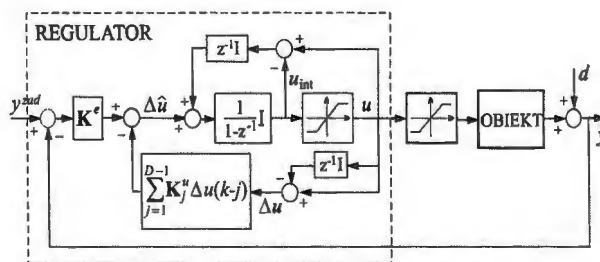 REGULATOR
z⁻¹I
+
−
+
u_int
y^zad
+
−
K^e
+
−
Δû
+
+
1/(1-z⁻¹) I
u
OBIEKT
d
+
+
y
z⁻¹I
−
+
Δu
∑_{j=1}^{D-1} K_j^u Δu(k-j)